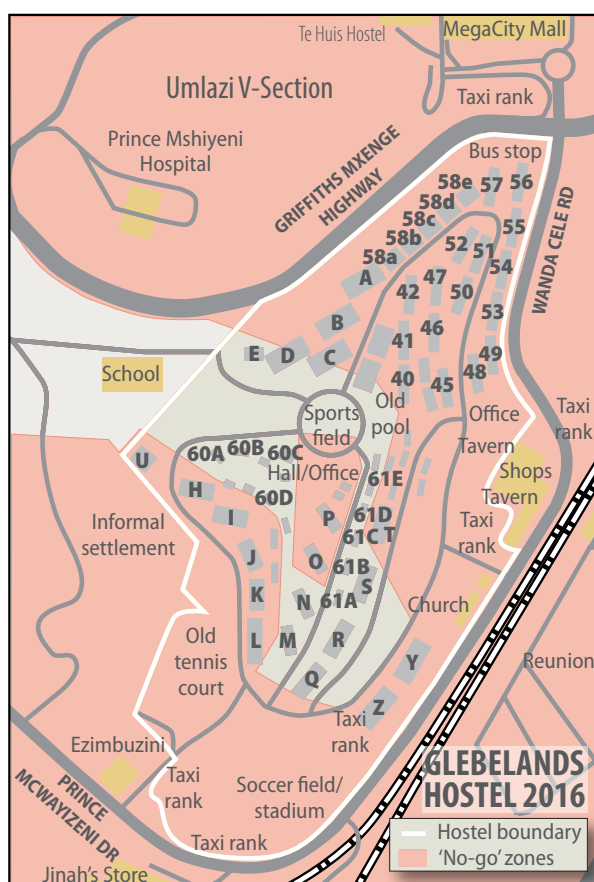 Te Huis Hostel
MegaCity Mall
Umlazi V-Section
Taxi rank
Prince Mshiyeni
Hospital
GRIFFITHS MXENGE
HIGHWAY
Bus stop
58e
57
56
58d
58c
58b
58a
55
52
51
54
WANDA CELE RD
A
47
42
50
53
B
46
41
E
D
C
49
School
40
45
48
Sports
field
Old
pool
Office
Taxi
rank
Tavern
60A
60B
60C
U
Hall/Office
Shops
61E
Tavern
H
60D
Informal
settlement
I
P
61D
T
61C
Taxi
rank
J
O
61B
K
S
N
61A
Church
Old
tennis
court
L
M
R
Y
Reunion
Q
Z
Taxi
rank
Ezimbuzini
Taxi
rank
PRINCE
MCWAYIZENI DR
Soccer field/
stadium
GLEBELANDS
HOSTEL 2016
Taxi rank
Hostel boundary
'No-go' zones
Jinah's Store